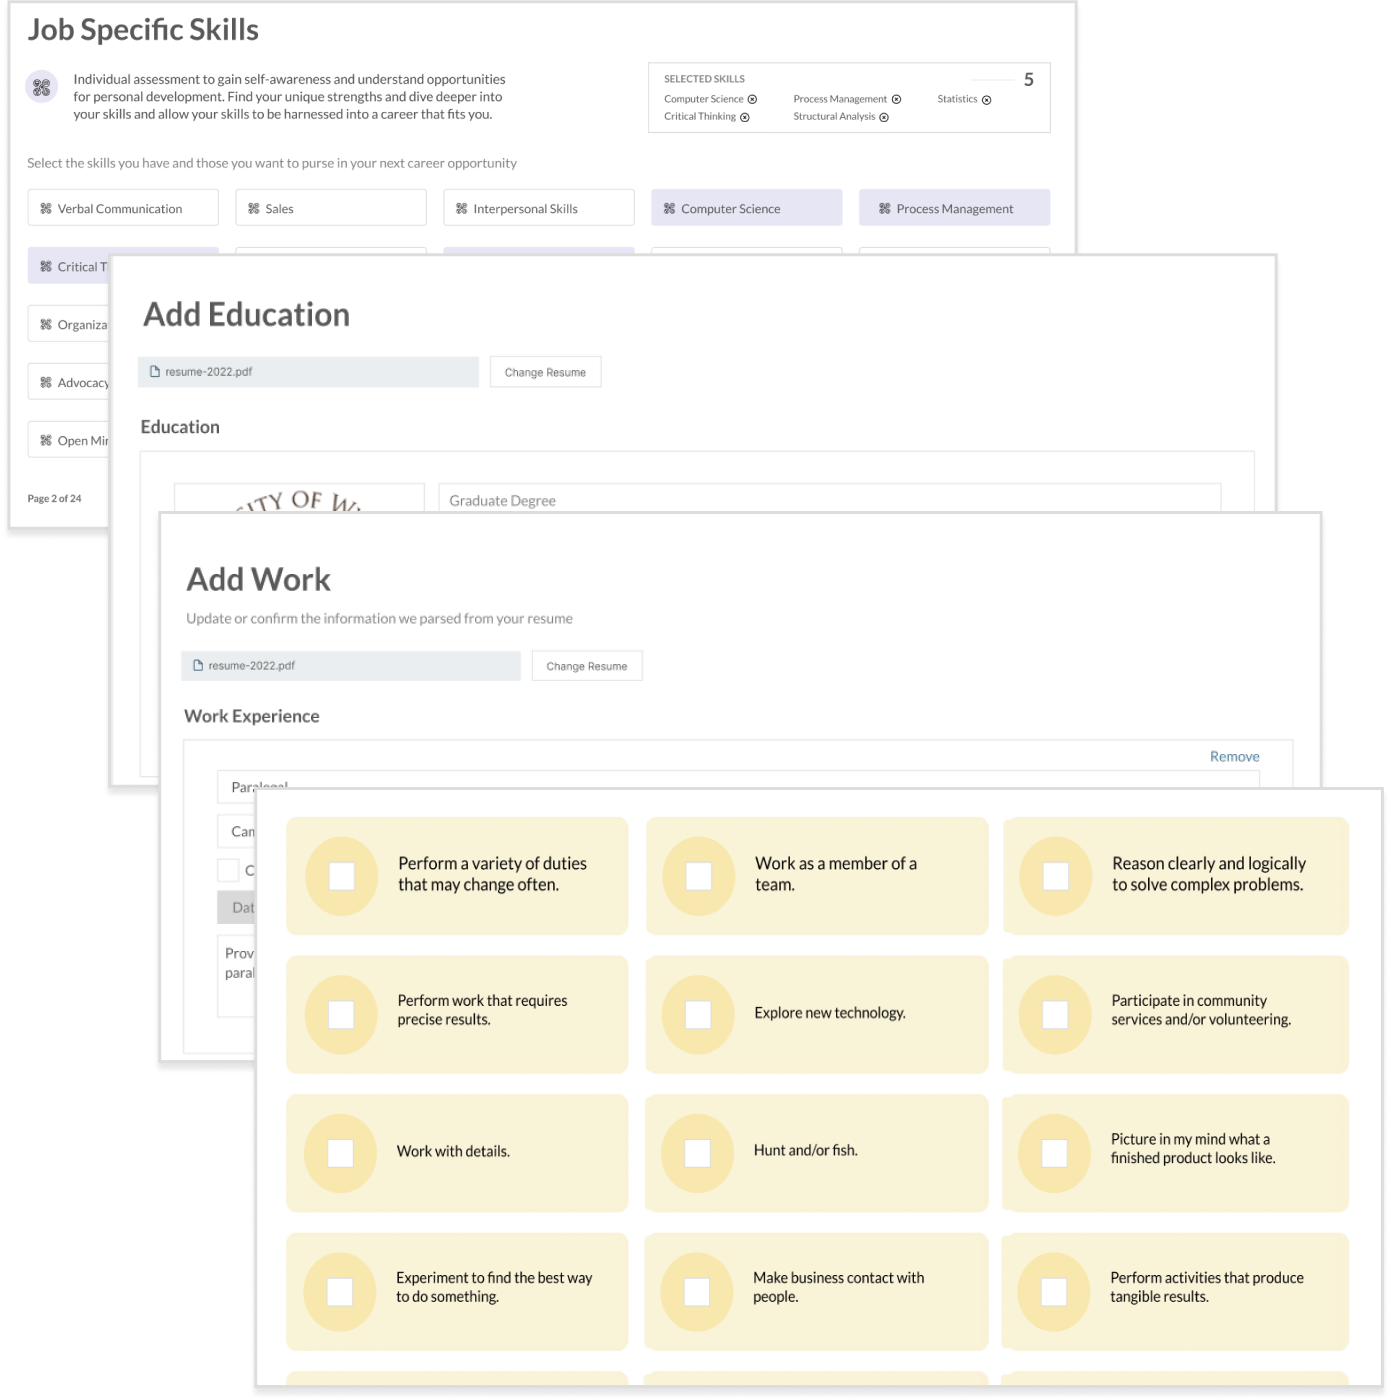 Job Specific Skills
Individual assessment to gain self-awareness and understand opportunities
for personal development. Find your unique strengths and dive deeper into
your skills and allow your skills to be harnessed into a career that fits you.
SELECTED SKILLS 5
Computer Science Process Management Statistics
Critical Thinking Structural Analysis
Select the skills you have and those you want to purse in your next career opportunity
Verbal Communication Sales Interpersonal Skills Computer Science Process Management
Critical T
Organiza
Advocacy
Open Mi
Page 2 of 24
Add Education
resume-2022.pdf Change Resume
Education
ITY OF W
Graduate Degree
Add Work
Update or confirm the information we parsed from your resume
resume-2022.pdf Change Resume
Work Experience
Remove
Paralegal
Cam
C
Dat
Prov
paral
Perform a variety of duties
that may change often.
Work as a member of a
team.
Reason clearly and logically
to solve complex problems.
Perform work that requires
precise results.
Explore new technology.
Participate in community
services and/or volunteering.
Work with details.
Hunt and/or fish.
Picture in my mind what a
finished product looks like.
Experiment to find the best way
to do something.
Make business contact with
people.
Perform activities that produce
tangible results.